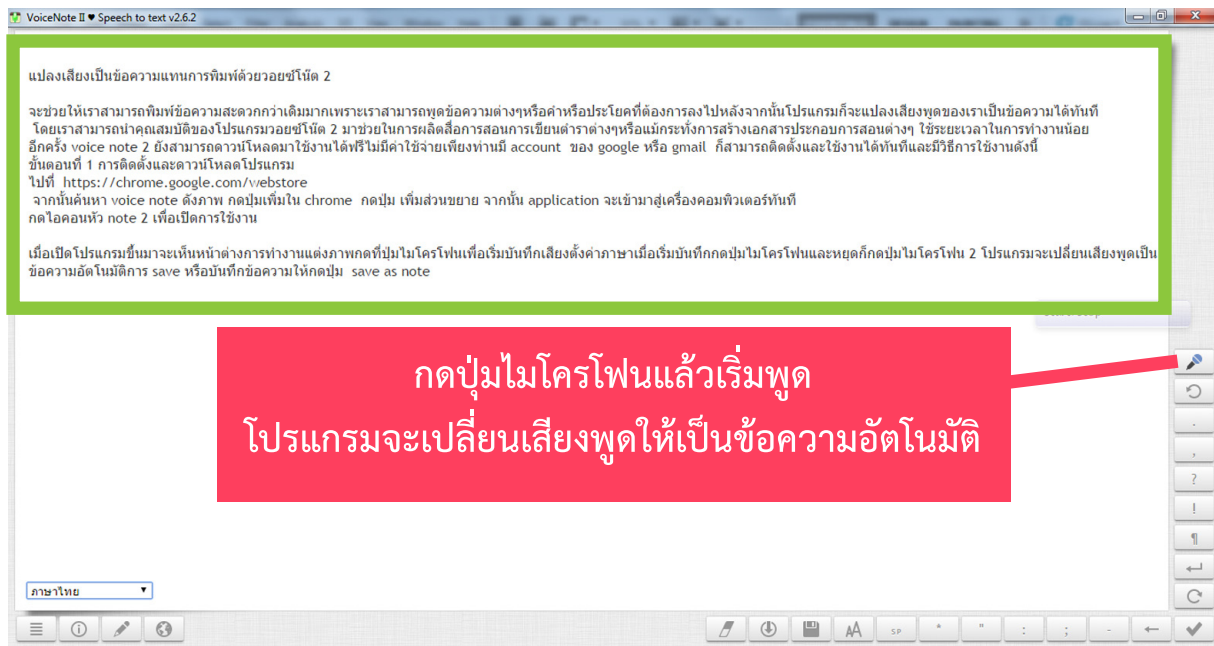 VoiceNote II ♥ Speech to text v2.6.2
แปลงเสียงเป็นข้อความแทนการพิมพ์ด้วยวอยซ์โน๊ต 2
จะช่วยให้เราสามารถพิมพ์ข้อความสะดวกกว่าเดิมมากเพราะเราสามารถพูดข้อความต่างๆหรือคำหรือประโยคที่ต้องการลงไปหลังจากนั้นโปรแกรมก็จะแปลงเสียงพูดของเราเป็นข้อความได้ทันที
โดยเราสามารถนำคุณสมบัติของโปรแกรมวอยซ์โน๊ต 2 มาช่วยในการผลิตสื่อการสอนการเขียนตำราต่างๆหรือแม้กระทั่งการสร้างเอกสารประกอบการสอนต่างๆ ใช้ระยะเวลาในการทำงานน้อย
อีกครั้ง voice note 2 ยังสามารถดาวน์โหลดมาใช้งานได้ฟรีไม่มีค่าใช้จ่ายเพียงท่านมี account ของ google หรือ gmail ก็สามารถติดตั้งและใช้งานได้ทันทีและมีวิธีการใช้งานดังนี้
ขั้นตอนที่ 1 การติดตั้งและดาวน์โหลดโปรแกรม
ไปที่ https://chrome.google.com/webstore
จากนั้นค้นหา voice note ดังภาพ กดปุ่มเพิ่มใน chrome กดปุ่ม เพิ่มส่วนขยาย จากนั้น application จะเข้ามาสู่เครื่องคอมพิวเตอร์ทันที
กดไอคอนหัว note 2 เพื่อเปิดการใช้งาน
เมื่อเปิดโปรแกรมขึ้นมาจะเห็นหน้าต่างการทำงานแต่งภาพกดที่ปุ่มไมโครโฟนเพื่อเริ่มบันทึกเสียงตั้งค่าภาษาเมื่อเริ่มบันทึกกดปุ่มไมโครโฟนและหยุดก็กดปุ่มไมโครโฟน 2 โปรแกรมจะเปลี่ยนเสียงพูดเป็น
ข้อความอัตโนมัติการ save หรือบันทึกข้อความให้กดปุ่ม save as note
กดปุ่มไมโครโฟนแล้วเริ่มพูด
โปรแกรมจะเปลี่ยนเสียงพูดให้เป็นข้อความอัตโนมัติ
.
,
?
!
¶
ภาษาไทย
AA SP * " : ; -